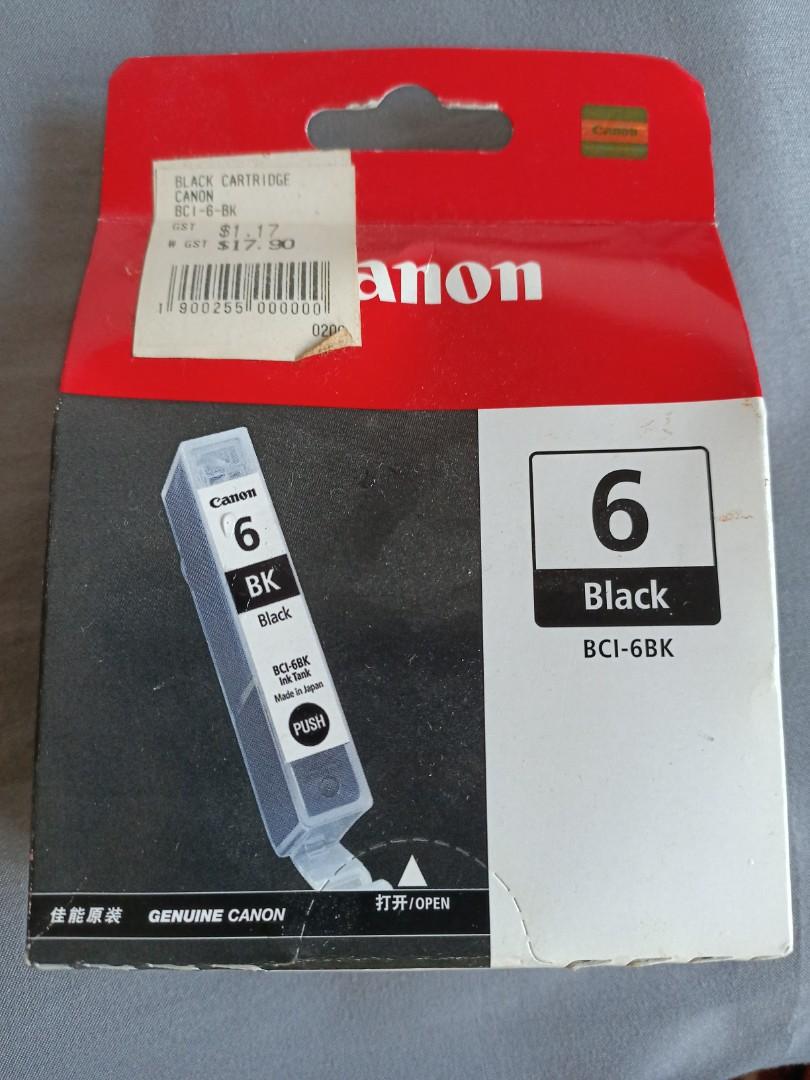 Canon
BLACK CARTRIDGE
CANON
BCI-6-BK
GST $1.17
W GST $17.90
1 900255 000000
anon
Canon
6
BK
Black
BCI-6BK
Ink Tank
Made in Japan
PUSH
6
Black
BCI-6BK
打开/OPEN
佳能原装 GENUINE CANON